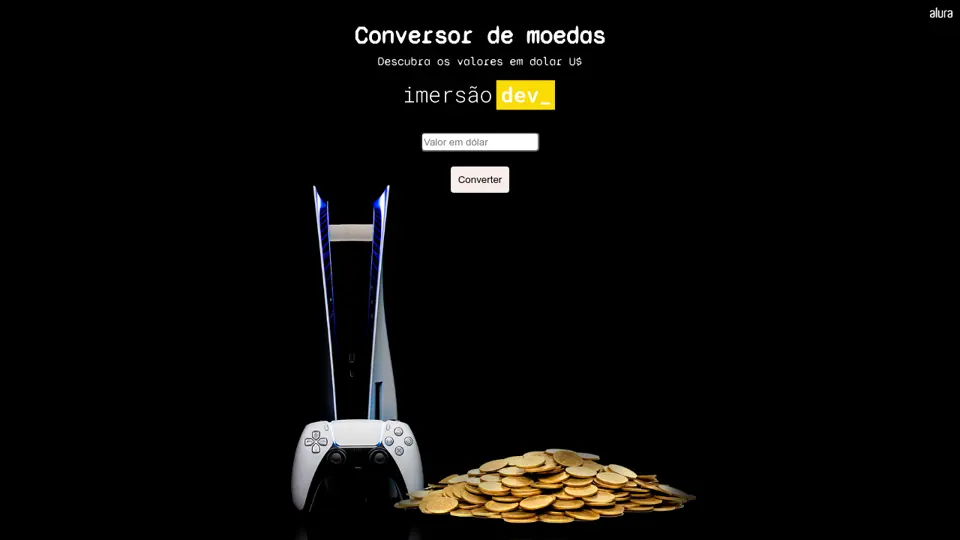 alura
Conversor de moedas
Descubra os valores em dolar U$
imersão dev_
Valor em dólar
Converter